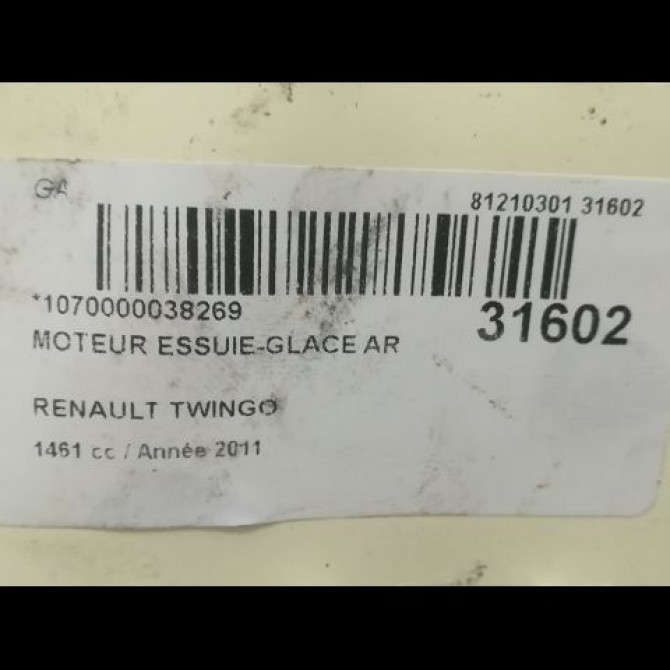 GA
81210301 31602
*1070000038269
31602
MOTEUR ESSUIE-GLACE AR
RENAULT TWINGO
1461 cc / Année 2011